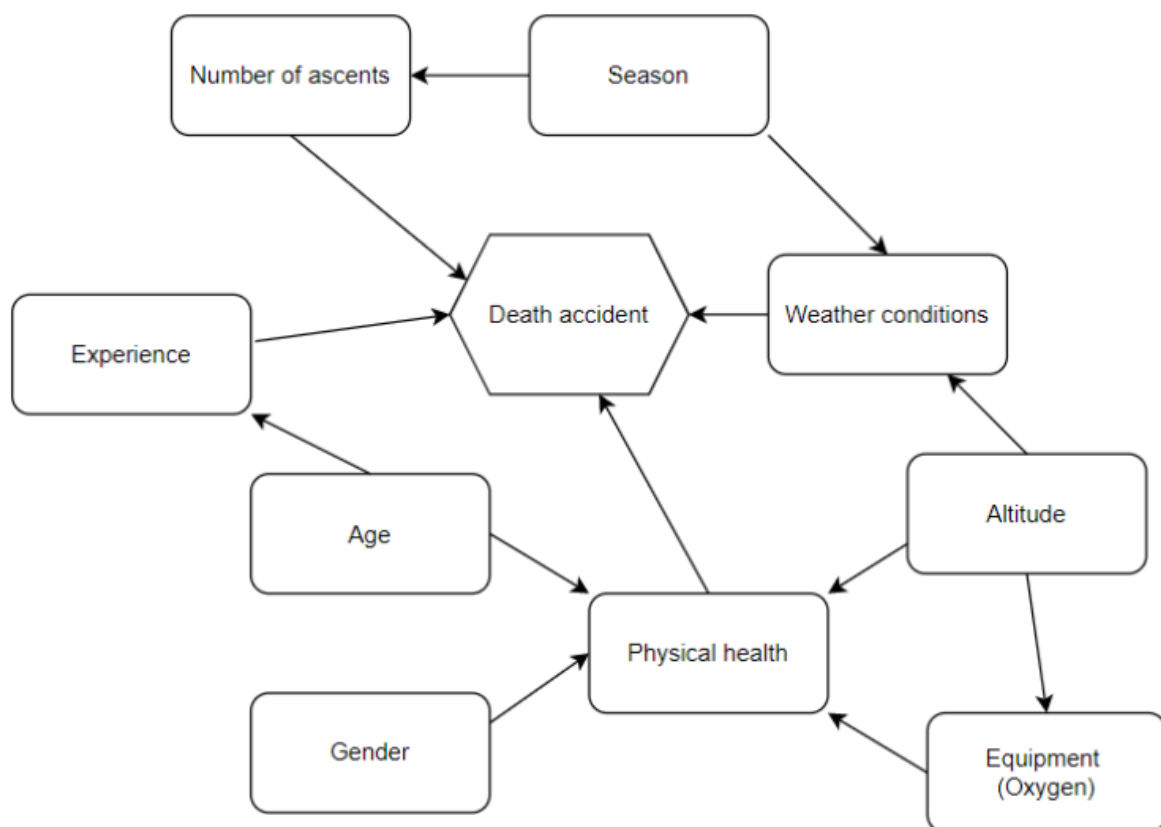 Number of ascents
Season
Death accident
Weather conditions
Experience
Altitude
Age
Physical health
Gender
Equipment
(Oxygen)